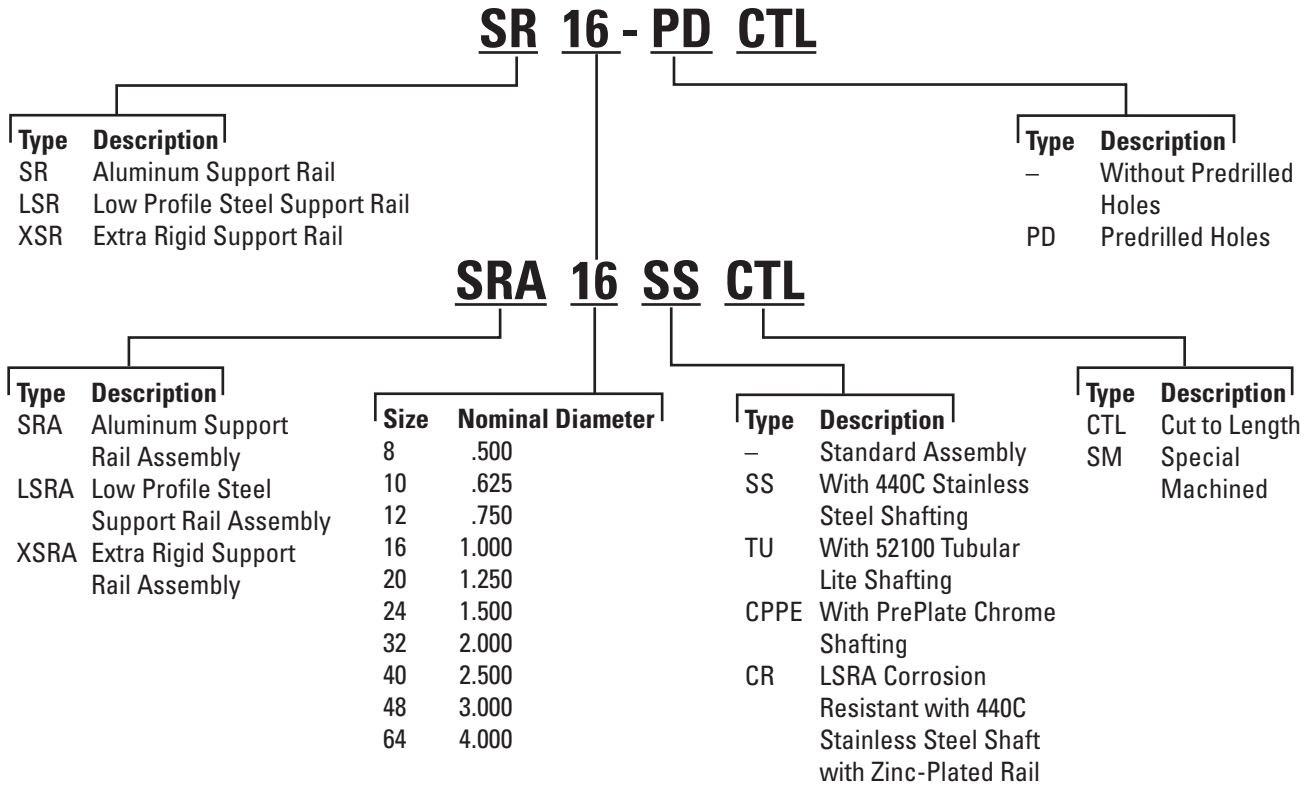 SR 16 - PD CTL
Type Description
SR Aluminum Support Rail
LSR Low Profile Steel Support Rail
XSR Extra Rigid Support Rail
Type Description
– Without Predrilled
Holes
PD Predrilled Holes
SRA 16 SS CTL
Type Description
SRA Aluminum Support
Rail Assembly
LSRA Low Profile Steel
Support Rail Assembly
XSRA Extra Rigid Support
Rail Assembly
Size Nominal Diameter
8 .500
10 .625
12 .750
16 1.000
20 1.250
24 1.500
32 2.000
40 2.500
48 3.000
64 4.000
Type Description
– Standard Assembly
SS With 440C Stainless
Steel Shafting
TU With 52100 Tubular
Lite Shafting
CPPE With PrePlate Chrome
Shafting
CR LSRA Corrosion
Resistant with 440C
Stainless Steel Shaft
with Zinc-Plated Rail
Type Description
CTL Cut to Length
SM Special
Machined